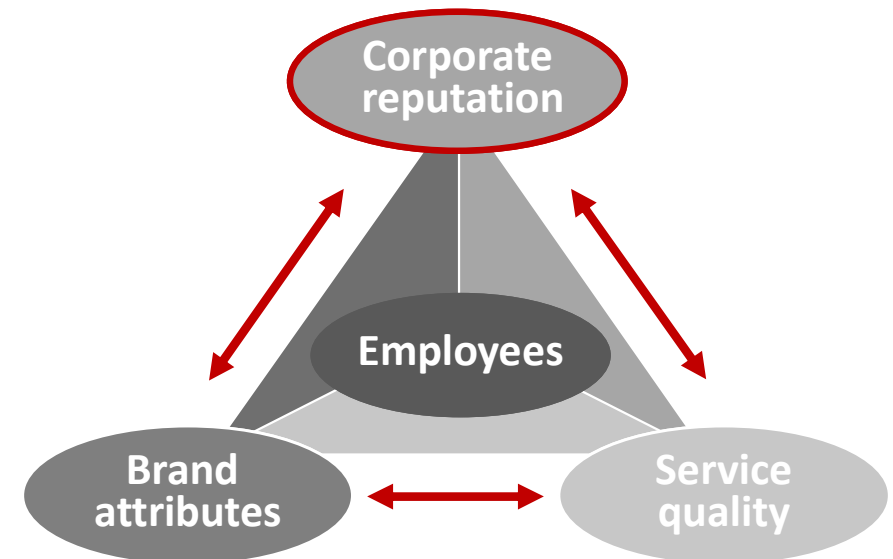 Corporate
reputation
Employees
Brand
attributes
Service
quality